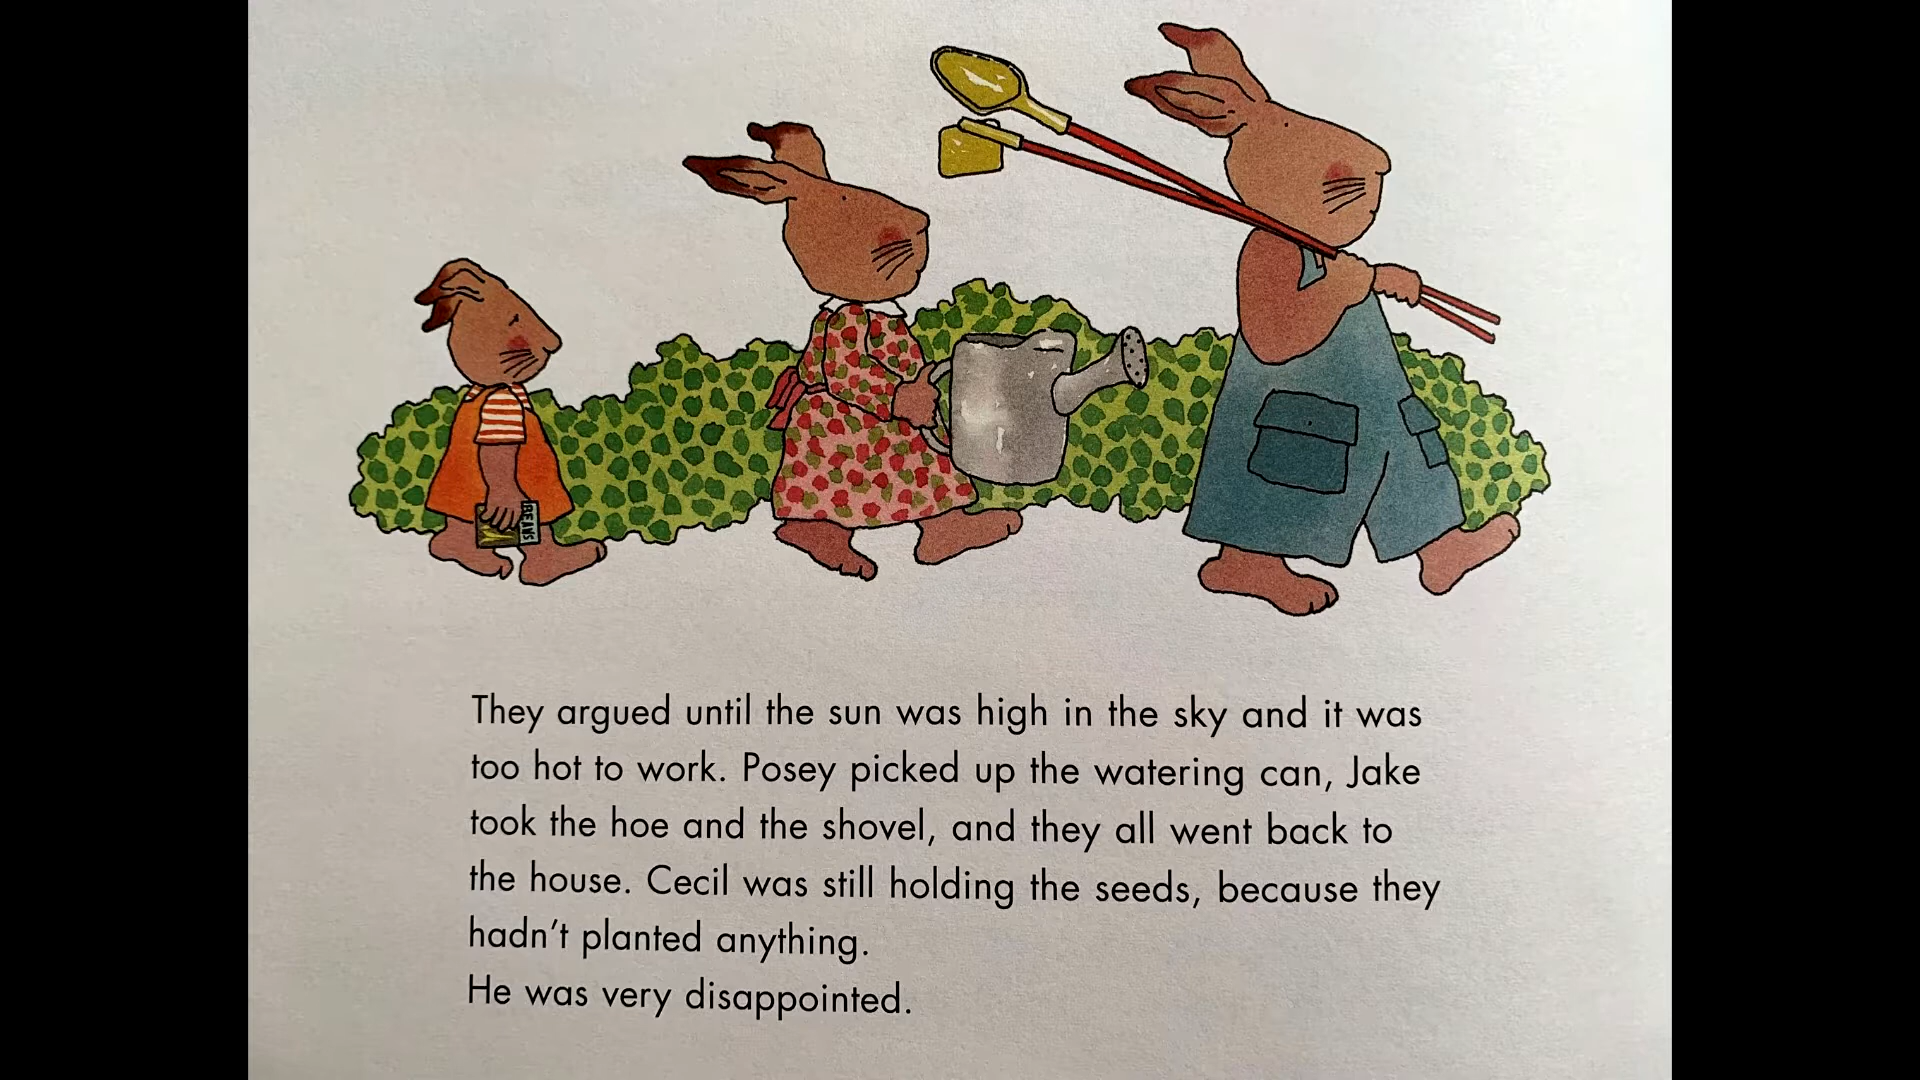 BEANS
They argued until the sun was high in the sky and it was
too hot to work. Posey picked up the watering can, Jake
took the hoe and the shovel, and they all went back to
the house. Cecil was still holding the seeds, because they
hadn't planted anything.
He was very disappointed.